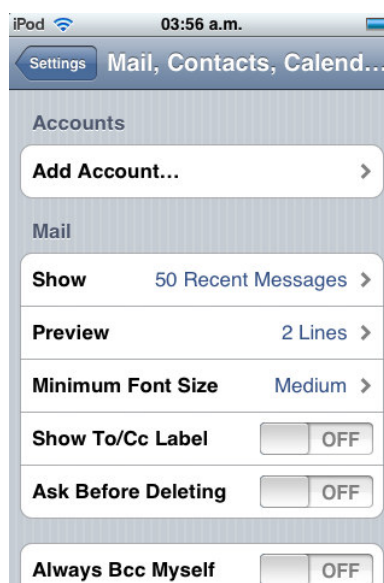 iPod 03:56 a.m.
Settings Mail, Contacts, Calend...
Accounts
Add Account...
Mail
Show 50 Recent Messages
Preview 2 Lines
Minimum Font Size Medium
Show To/Cc Label OFF
Ask Before Deleting OFF
Always Bcc Myself OFF